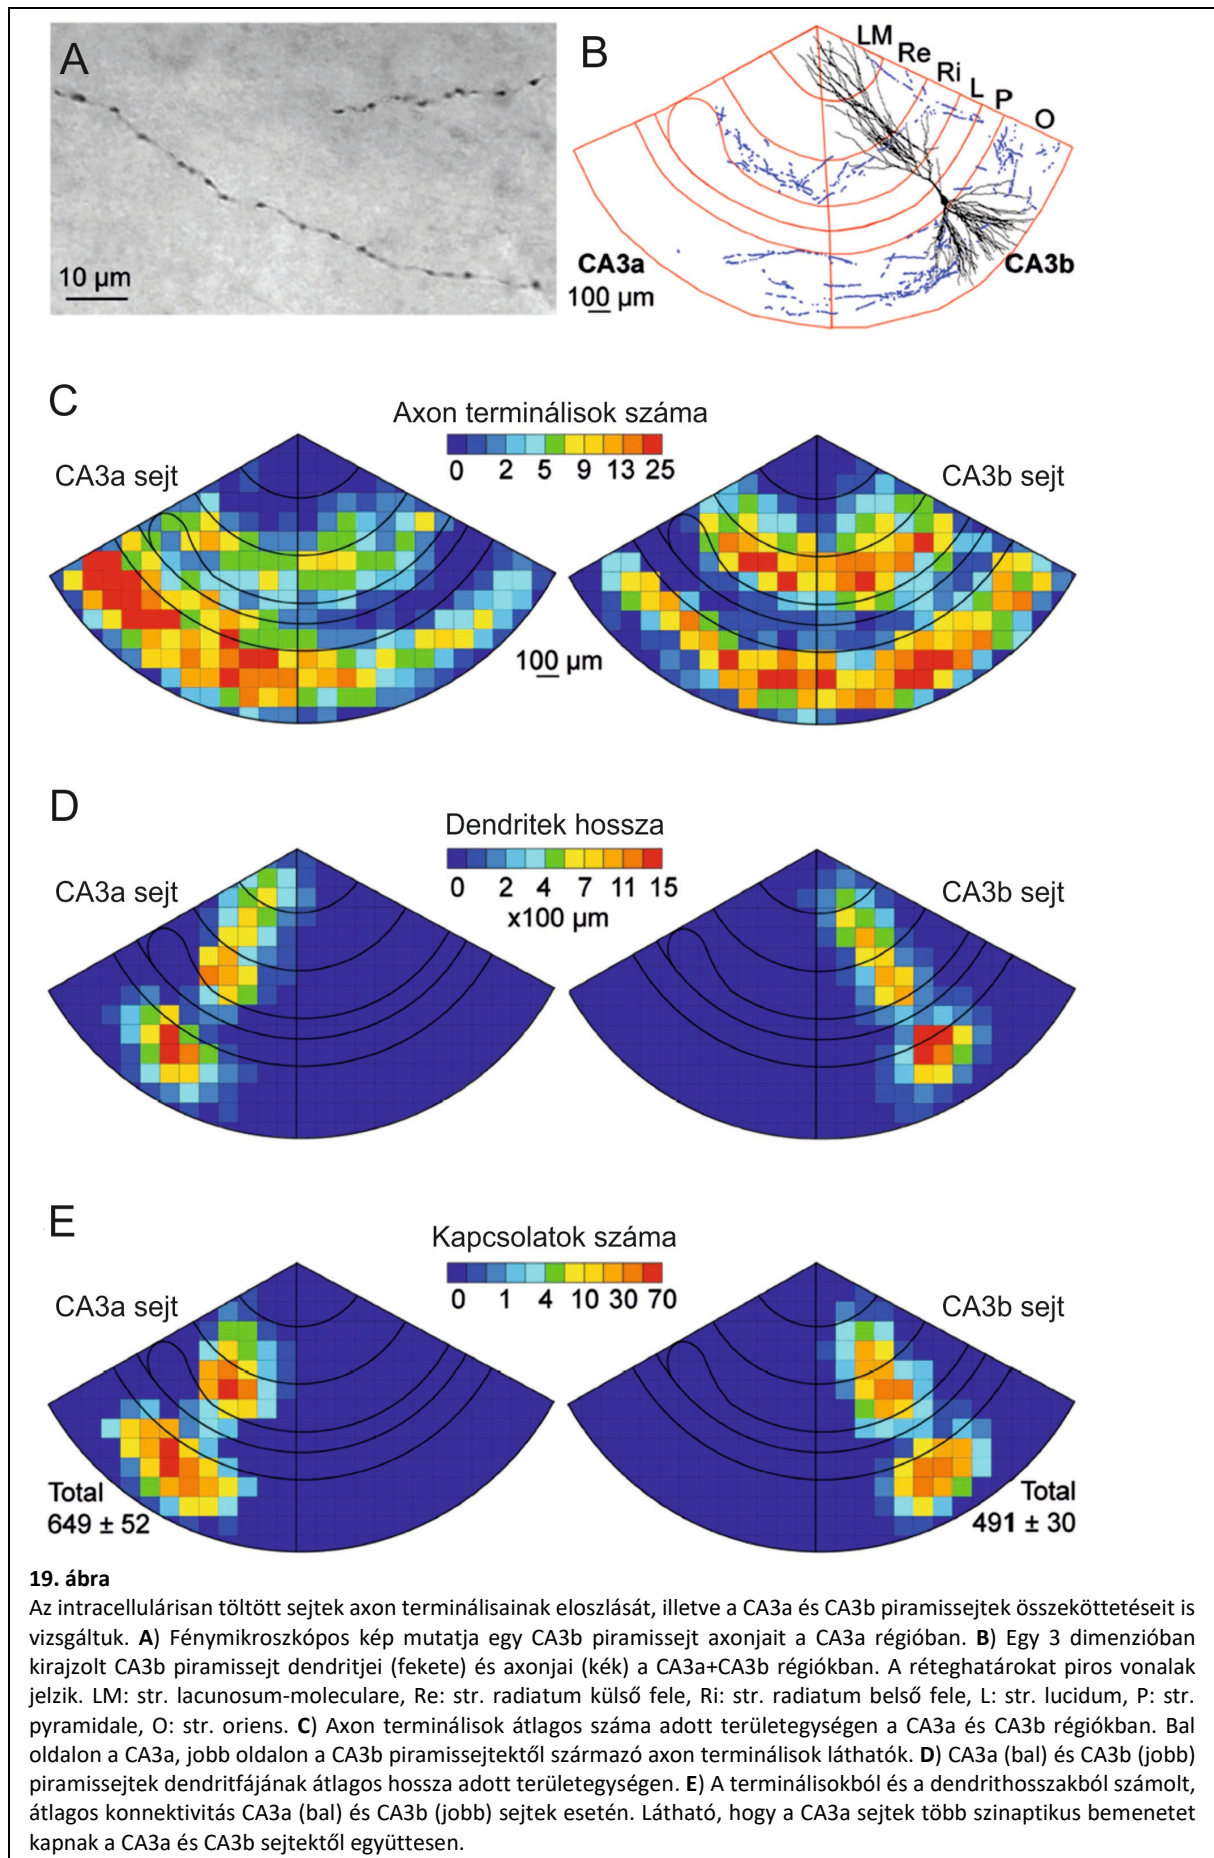 A
10 µm
B
LM
Re
Ri
L
P
O
CA3a
100 µm
CA3b
C
Axon terminálisok száma
0 2 5 9 13 25
CA3a sejt
CA3b sejt
100 µm
D
Dendritek hossza
0 2 4 7 11 15
x100 µm
CA3a sejt
CA3b sejt
E
Kapcsolatok száma
0 1 4 10 30 70
CA3a sejt
CA3b sejt
Total
649 ± 52
Total
491 ± 30
19. ábra
Az intracellulárisan töltött sejtek axon terminálisainak eloszlását, illetve a CA3a és CA3b piramissejtek összeköttetéseit is
vizsgáltuk. A) Fénymikroszkópos kép mutatja egy CA3b piramissejt axonjait a CA3a régióban. B) Egy 3 dimenzióban
kirajzolt CA3b piramissejt dendritjei (fekete) és axonjai (kék) a CA3a+CA3b régiókban. A réteghatárokat piros vonalak
jelzik. LM: str. lacunosum-moleculare, Re: str. radiatum külső fele, Ri: str. radiatum belső fele, L: str. lucidum, P: str.
pyramidale, O: str. oriens. C) Axon terminálisok átlagos száma adott területegységen a CA3a és CA3b régiókban. Bal
oldalon a CA3a, jobb oldalon a CA3b piramissejtektől származó axon terminálisok láthatók. D) CA3a (bal) és CA3b (jobb)
piramissejtek dendritfájának átlagos hossza adott területegységen. E) A terminálisokból és a dendrithosszakból számolt,
átlagos konnektivitás CA3a (bal) és CA3b (jobb) sejtek esetén. Látható, hogy a CA3a sejtek több szinaptikus bemenetet
kapnak a CA3a és CA3b sejtektől együttesen.